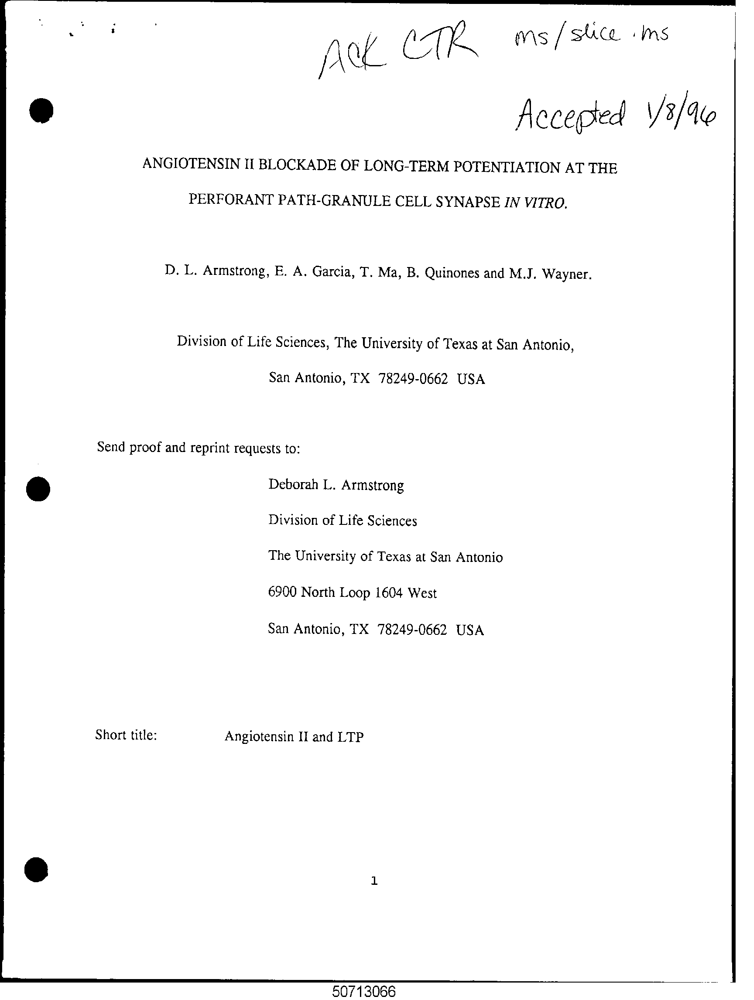 ACK CTR ms/slice.ms
Accepted 1/8/96
ANGIOTENSIN II BLOCKADE OF LONG-TERM POTENTIATION AT THE
PERFORANT PATH-GRANULE CELL SYNAPSE IN VITRO.
D. L. Armstrong, E. A. Garcia, T. Ma, B. Quinones and M.J. Wayner.
Division of Life Sciences, The University of Texas at San Antonio,
San Antonio, TX 78249-0662 USA
Send proof and reprint requests to:
Deborah L. Armstrong
Division of Life Sciences
The University of Texas at San Antonio
6900 North Loop 1604 West
San Antonio, TX 78249-0662 USA
Short title: Angiotensin II and LTP
1
50713066